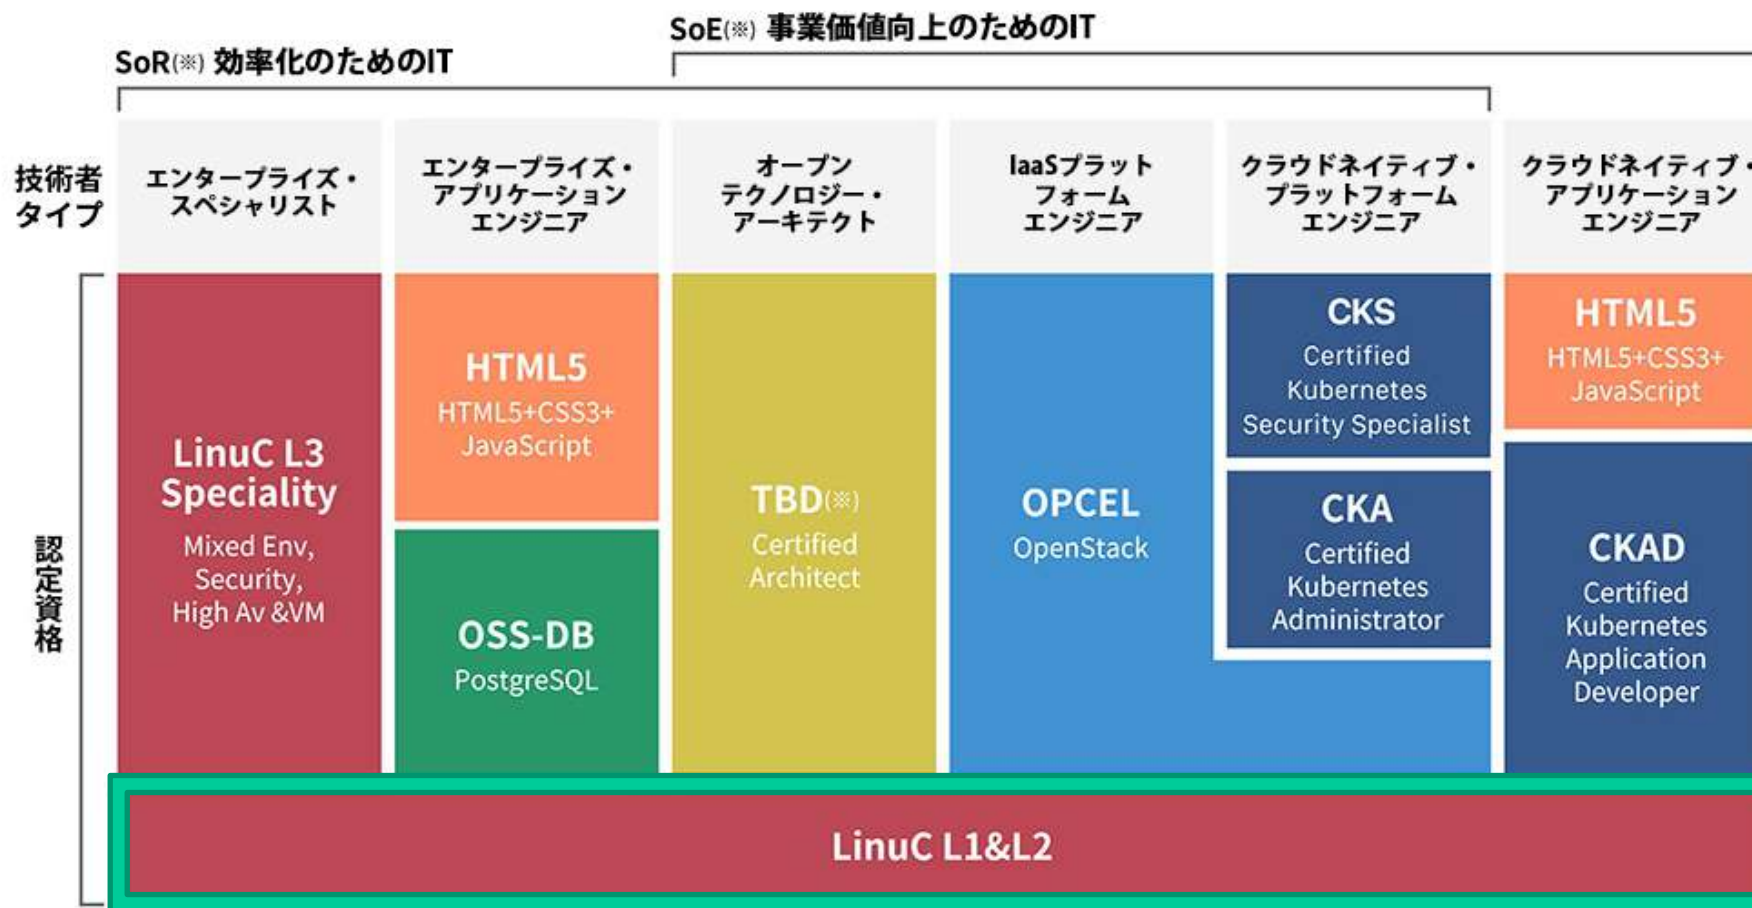 SoE(※) 事業価値向上のためのIT
SoR(※) 効率化のためのIT
技術者
タイプ
エンタープライズ・
スペシャリスト
エンタープライズ・
アプリケーション
エンジニア
オープン
テクノロジー・
アーキテクト
IaaSプラット
フォーム
エンジニア
クラウドネイティブ・
プラットフォーム
エンジニア
クラウドネイティブ・
アプリケーション
エンジニア
認定資格
LinuC L3
Speciality
Mixed Env,
Security,
High Av &VM
HTML5
HTML5+CSS3+
JavaScript
OSS-DB
PostgreSQL
TBD(※)
Certified
Architect
OPCEL
OpenStack
CKS
Certified
Kubernetes
Security Specialist
CKA
Certified
Kubernetes
Administrator
HTML5
HTML5+CSS3+
JavaScript
CKAD
Certified
Kubernetes
Application
Developer
LinuC L1&L2